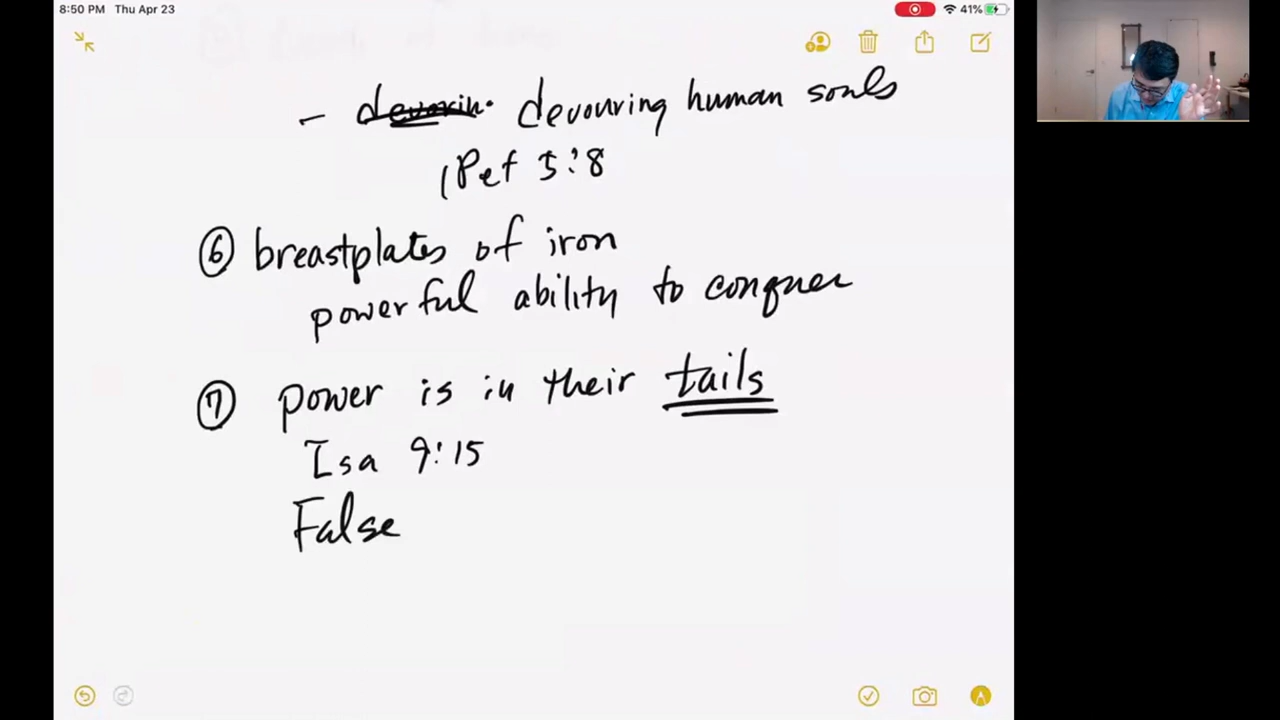 8:50 PM Thu Apr 23
41%
- devouring human souls
1Pet 5:8
⑥ breastplates of iron
powerful ability to conquer
⑦ power is in their tails
Isa 9:15
False